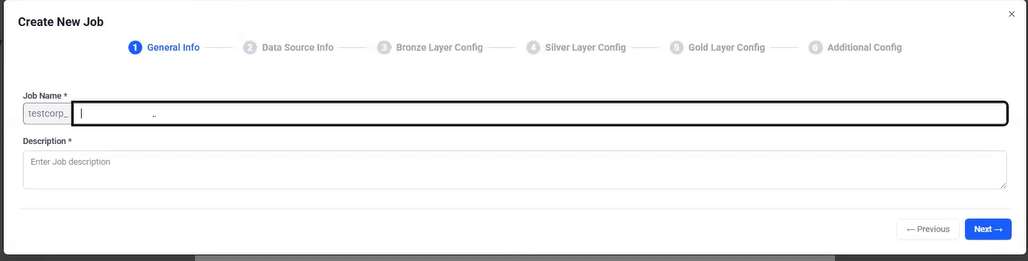 Create New Job
×
1 General Info
2 Data Source Info
3 Bronze Layer Config
4 Silver Layer Config
5 Gold Layer Config
6 Additional Config
Job Name *
testcorp_
Description *
Enter Job description
← Previous
Next →